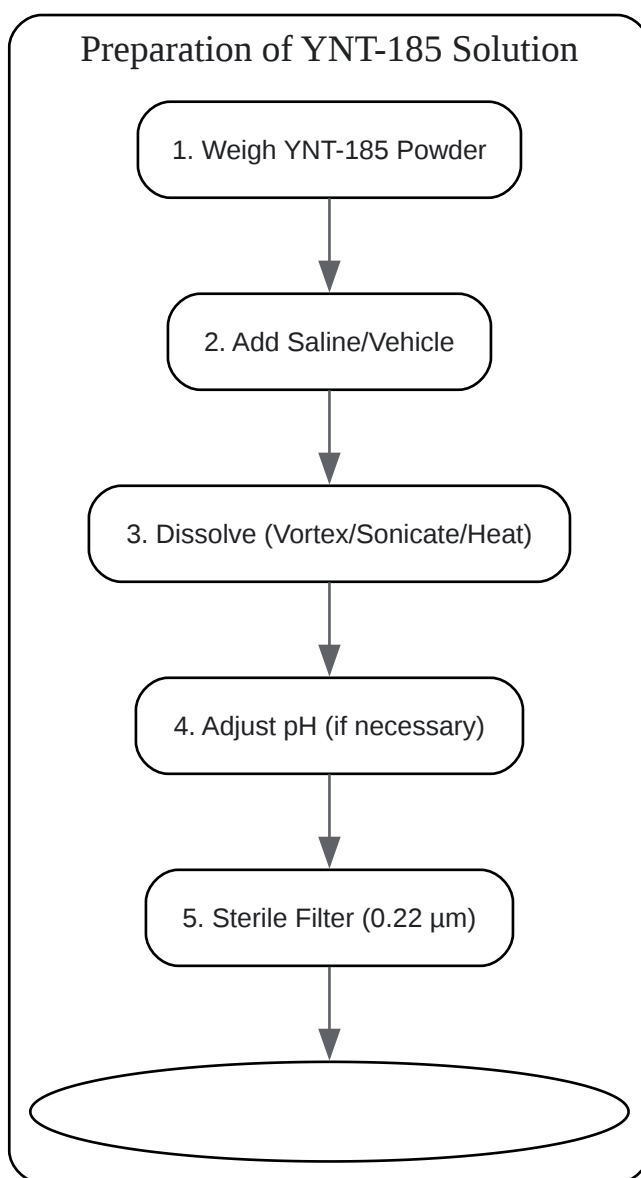 Preparation of YNT-185 Solution
1. Weigh YNT-185 Powder
2. Add Saline/Vehicle
3. Dissolve (Vortex/Sonicate/Heat)
4. Adjust pH (if necessary)
5. Sterile Filter (0.22 µm)